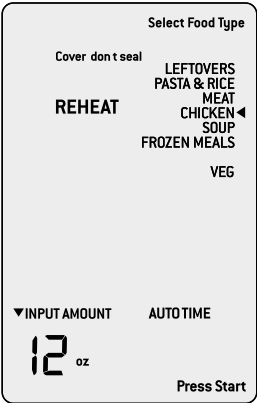 Select Food Type
Cover don t seal
LEFTOVERS
PASTA & RICE
MEAT
REHEAT
CHICKEN◀
SOUP
FROZEN MEALS
VEG
▼INPUT AMOUNT AUTO TIME
12 oz
Press Start